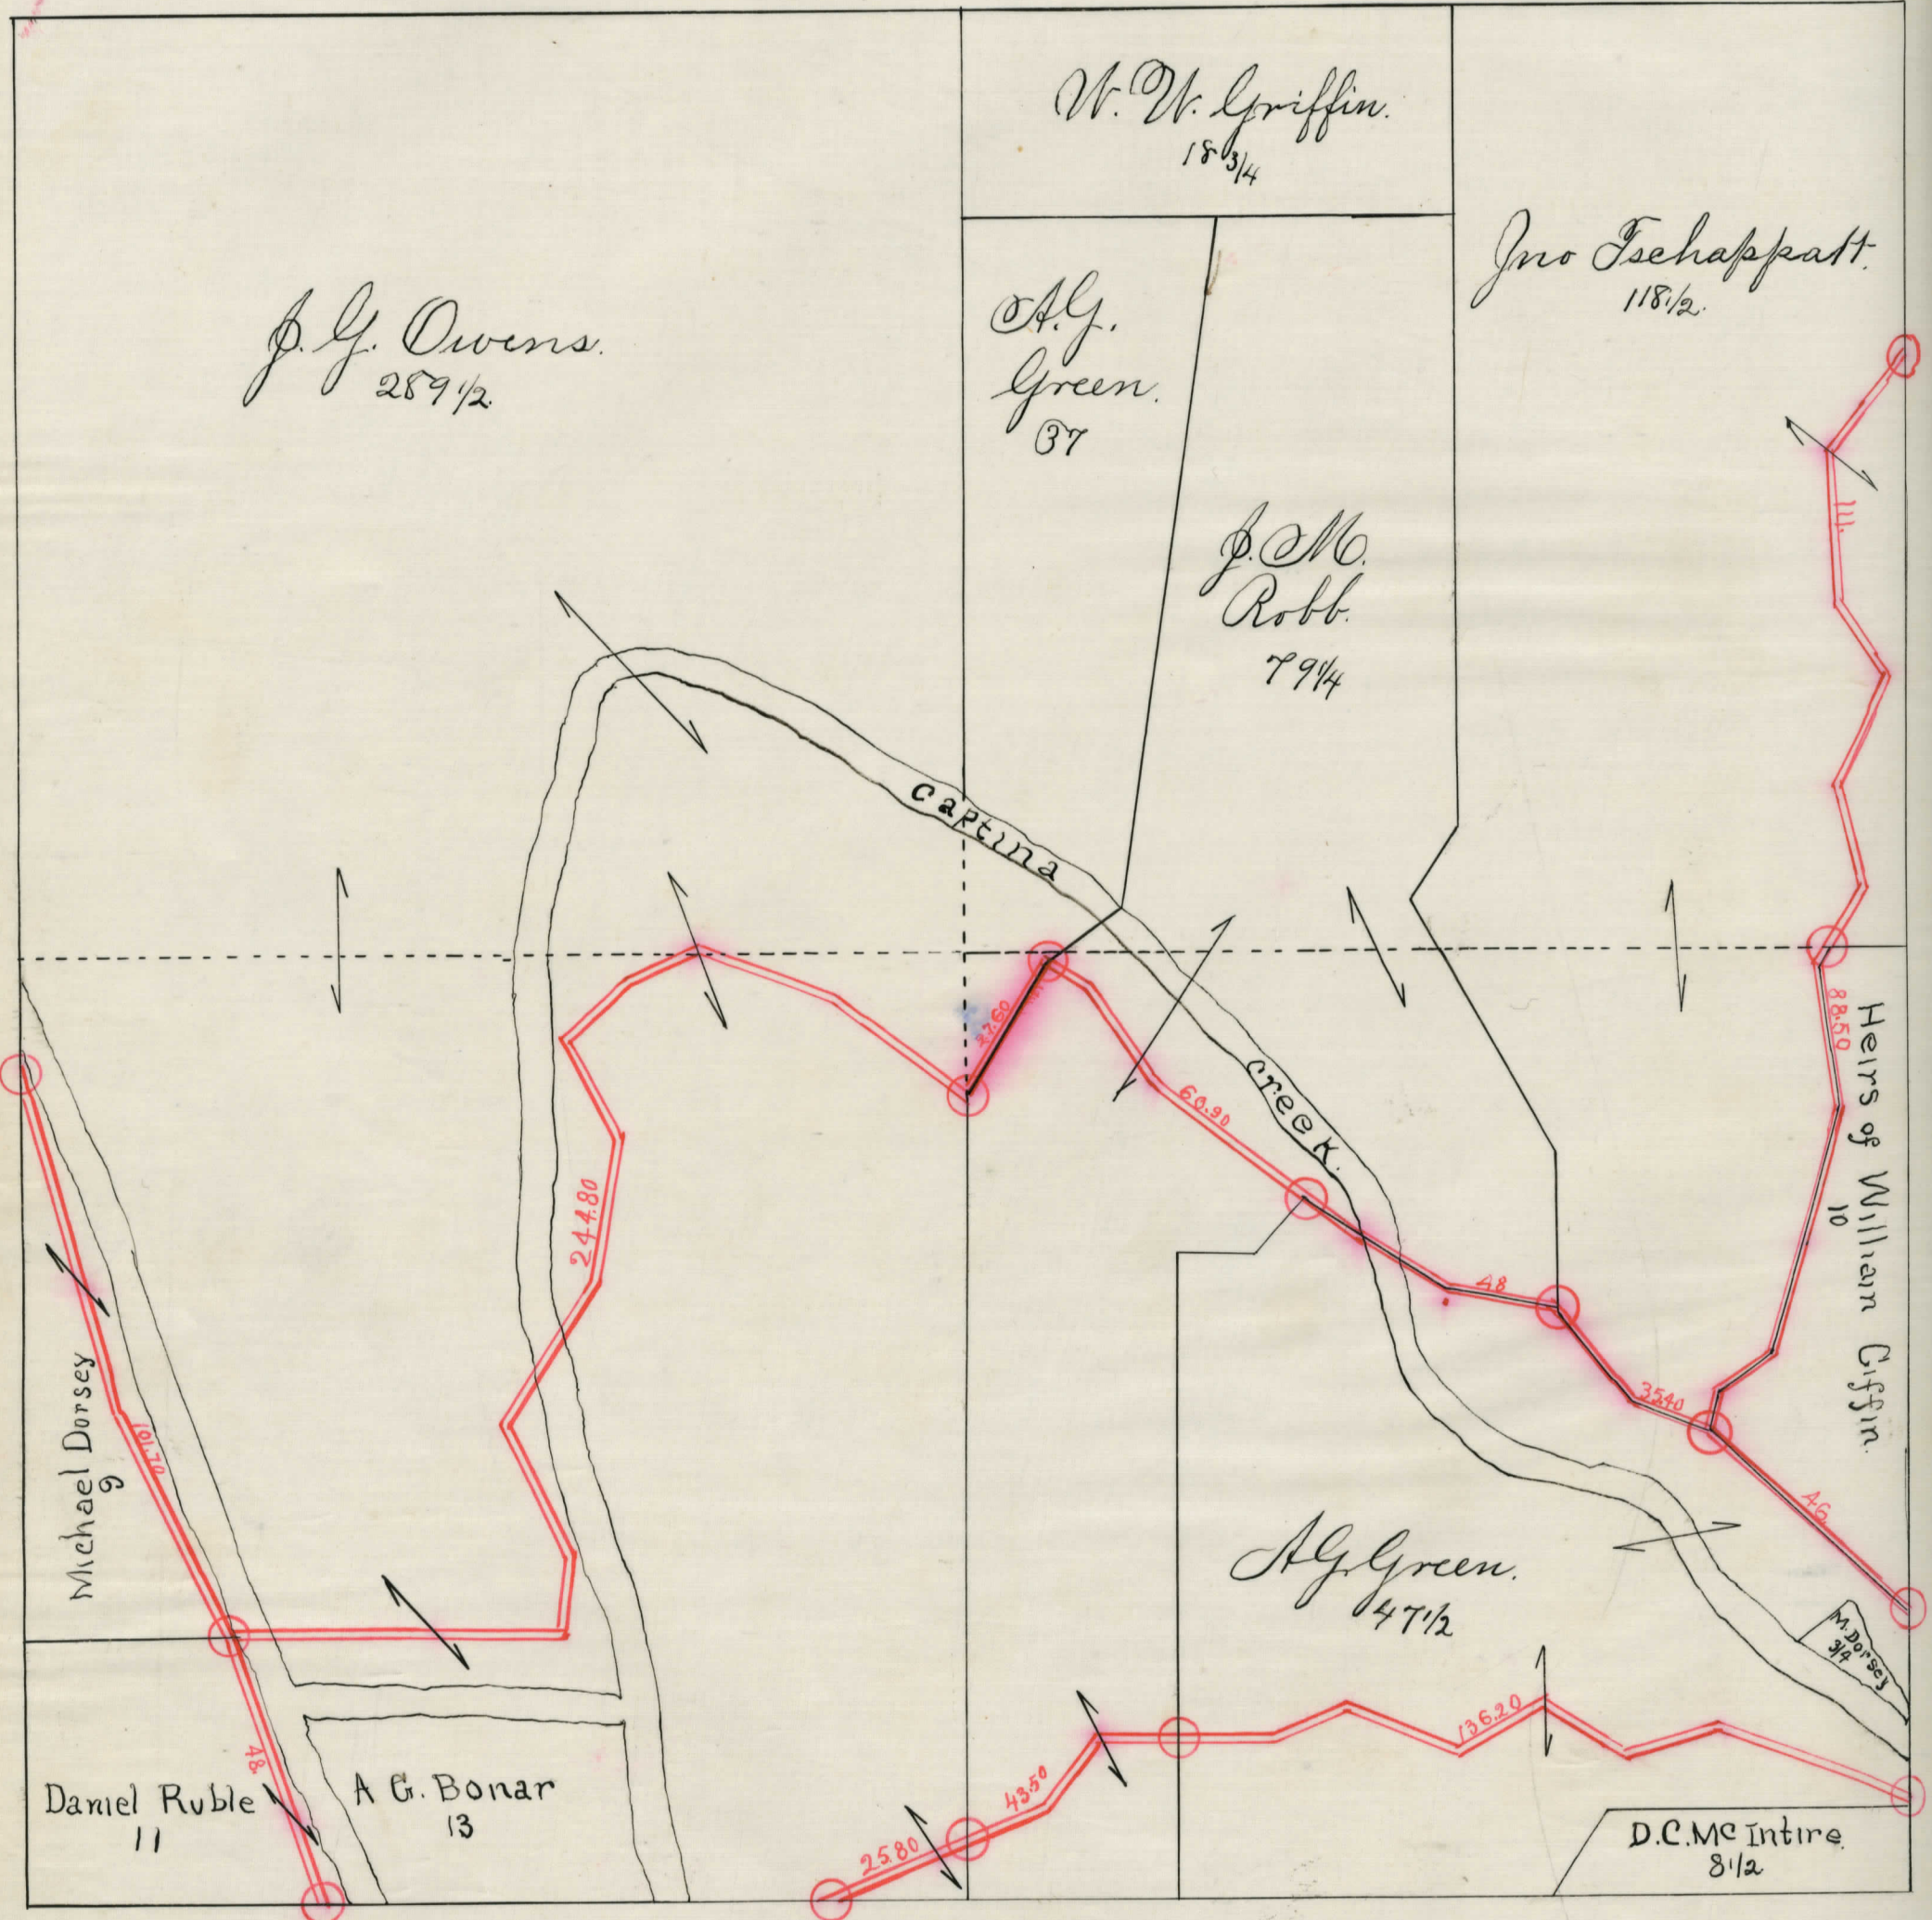 W. W. Griffin.
18 3/4
J. G. Owens.
289 1/2
A.G.
Green.
37
Jno Tschappatt.
118 1/2.
J. M.
Robb.
79 1/4
111.
captina
creek.
27.60
60.90
88.50
Heirs of William Giffin.
10
244.80
48
35.40
46.
Michael Dorsey
9
101.70
A G. Green.
47 1/2
M. Dorsey
3/4
136.20
43.50
25.80
48
Daniel Ruble
11
A G. Bonar
13
D.C. Mc Intire.
8 1/2